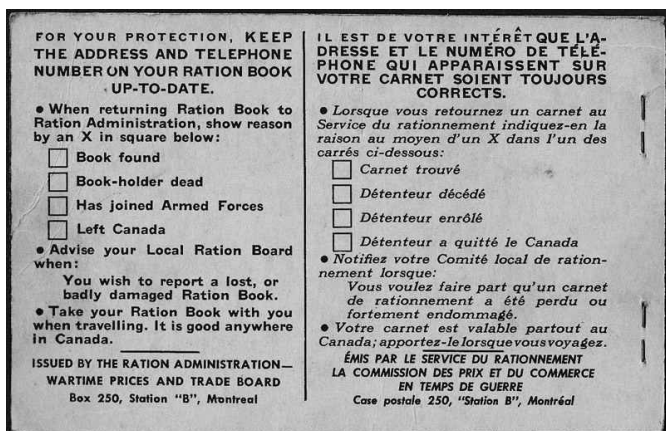 FOR YOUR PROTECTION, KEEP
THE ADDRESS AND TELEPHONE
NUMBER ON YOUR RATION BOOK
UP-TO-DATE.
• When returning Ration Book to
Ration Administration, show reason
by an X in square below:
Book found
Book-holder dead
Has joined Armed Forces
Left Canada
• Advise your Local Ration Board
when:
You wish to report a lost, or
badly damaged Ration Book.
• Take your Ration Book with you
when travelling. It is good anywhere
in Canada.
ISSUED BY THE RATION ADMINISTRATION—
WARTIME PRICES AND TRADE BOARD
Box 250, Station "B", Montreal
IL EST DE VOTRE INTÉRÊT QUE L'A-
DRESSE ET LE NUMÉRO DE TÉLÉ-
PHONE QUI APPARAISSENT SUR
VOTRE CARNET SOIENT TOUJOURS
CORRECTS.
• Lorsque vous retournez un carnet au
Service du rationnement indiquez-en la
raison au moyen d'un X dans l'un des
carrés ci-dessous:
Carnet trouvé
Détenteur décédé
Détenteur enrôlé
Détenteur a quitté le Canada
• Notifiez votre Comité local de ration-
nement lorsque:
Vous voulez faire part qu'un carnet
de rationnement a été perdu ou
fortement endommagé.
• Votre carnet est valable partout au
Canada; apportez-le lorsque vous voyagez.
ÉMIS PAR LE SERVICE DU RATIONNEMENT
LA COMMISSION DES PRIX ET DU COMMERCE
EN TEMPS DE GUERRE
Case postale 250, "Station B", Montréal